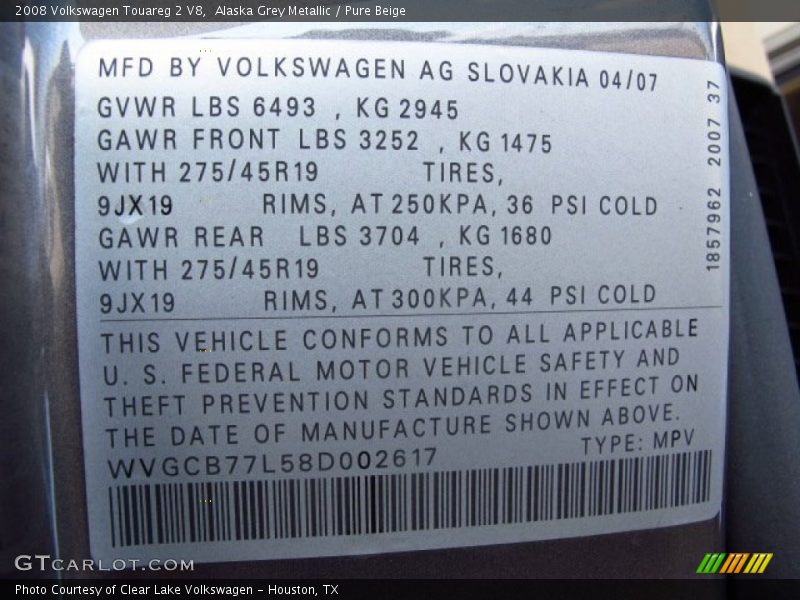 2008 Volkswagen Touareg 2 V8,  Alaska Grey Metallic / Pure Beige
MFD BY VOLKSWAGEN AG SLOVAKIA 04/07
GVWR LBS 6493 , KG 2945
GAWR FRONT LBS 3252 , KG 1475
WITH 275/45R19 TIRES,
9JX19 RIMS, AT 250KPA, 36 PSI COLD
GAWR REAR LBS 3704 , KG 1680
WITH 275/45R19 TIRES,
9JX19 RIMS, AT 300KPA, 44 PSI COLD
1857962 2007 37
THIS VEHICLE CONFORMS TO ALL APPLICABLE
U. S. FEDERAL MOTOR VEHICLE SAFETY AND
THEFT PREVENTION STANDARDS IN EFFECT ON
THE DATE OF MANUFACTURE SHOWN ABOVE.
WVGCB77L58D002617 TYPE: MPV
GTCARLOT.COM
Photo Courtesy of Clear Lake Volkswagen - Houston, TX